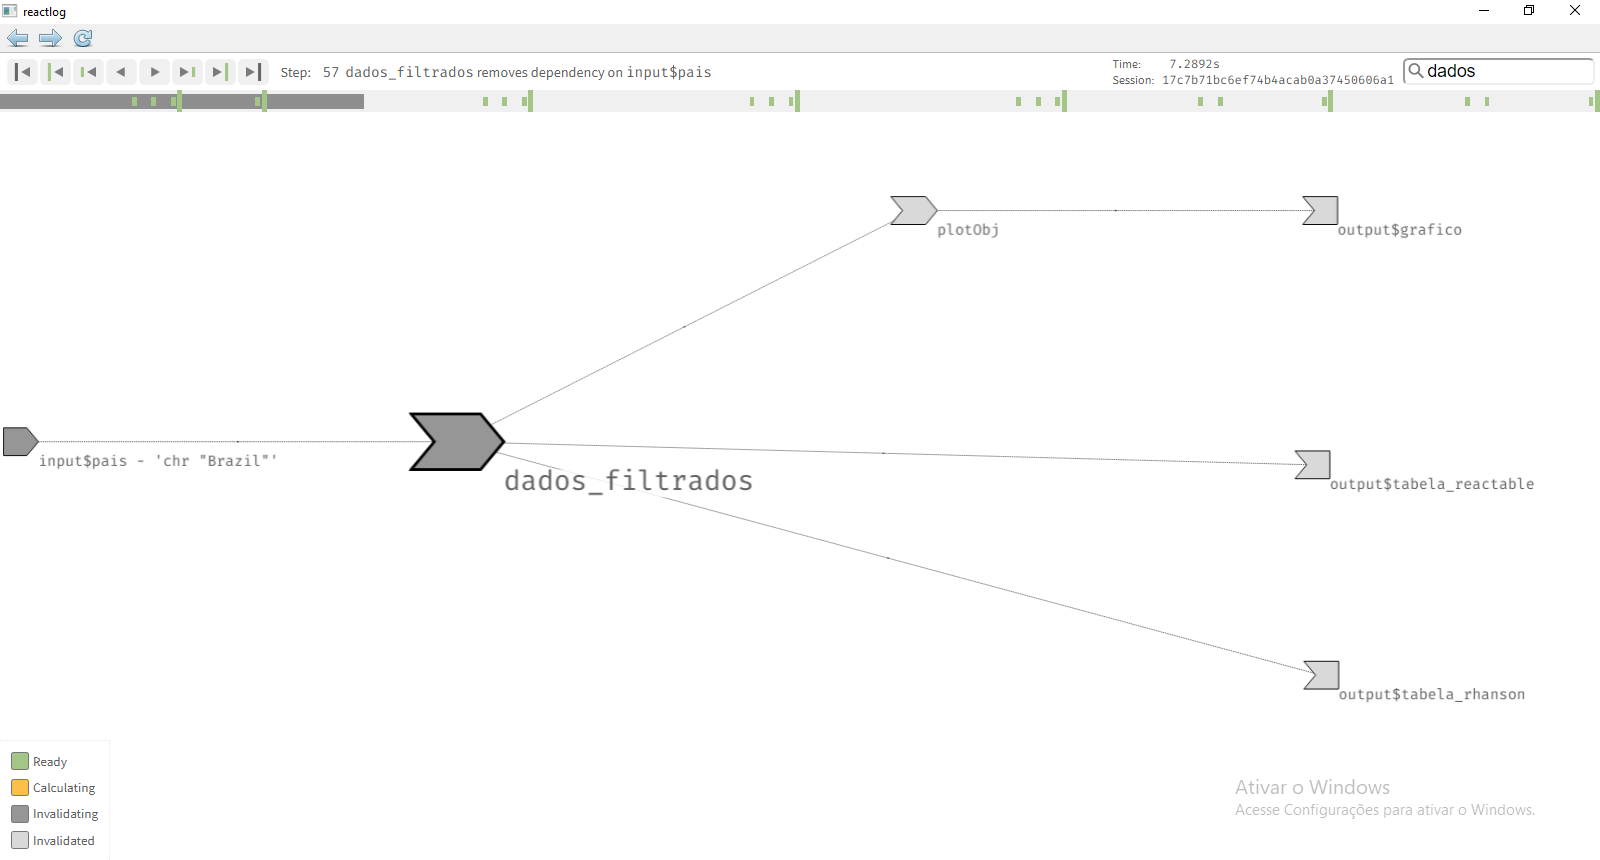 reactlog
Step: 57 dados_filtrados removes dependency on input$pais
Time: 7.2892s
Session: 17c7b71bc6ef74b4acab0a37450606a1
dados
plotObj
output$grafico
input$pais - 'chr "Brazil"'
dados_filtrados
output$tabela_reactable
output$tabela_rhanson
Ready
Calculating
Invalidating
Invalidated
Ativar o Windows
Acesse Configurações para ativar o Windows.